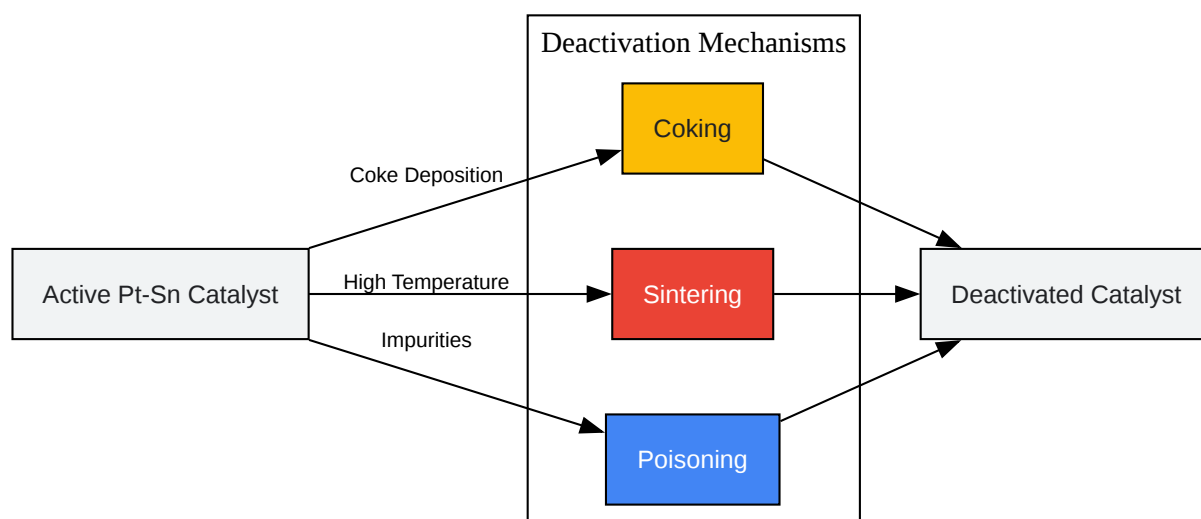 Deactivation Mechanisms
Coking
Coke Deposition
Active Pt-Sn Catalyst
High Temperature
Sintering
Deactivated Catalyst
Impurities
Poisoning